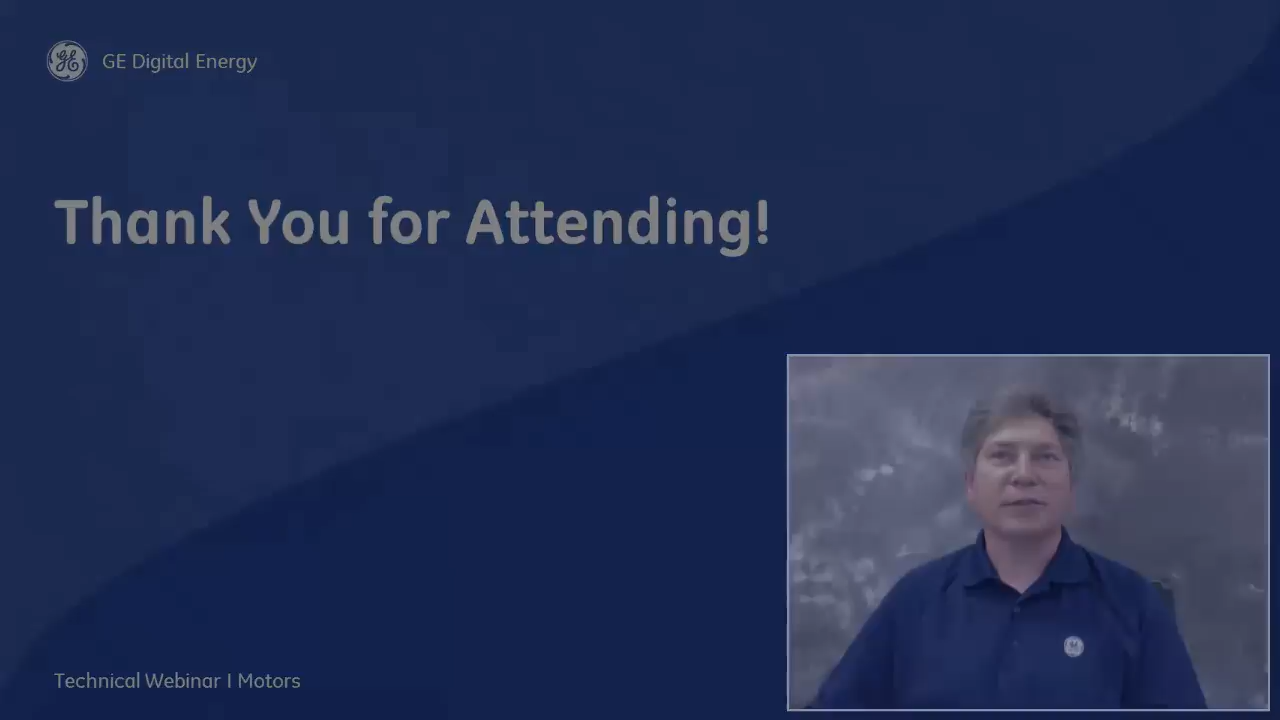 GE Digital Energy
Thank You for Attending!
Technical Webinar | Motors